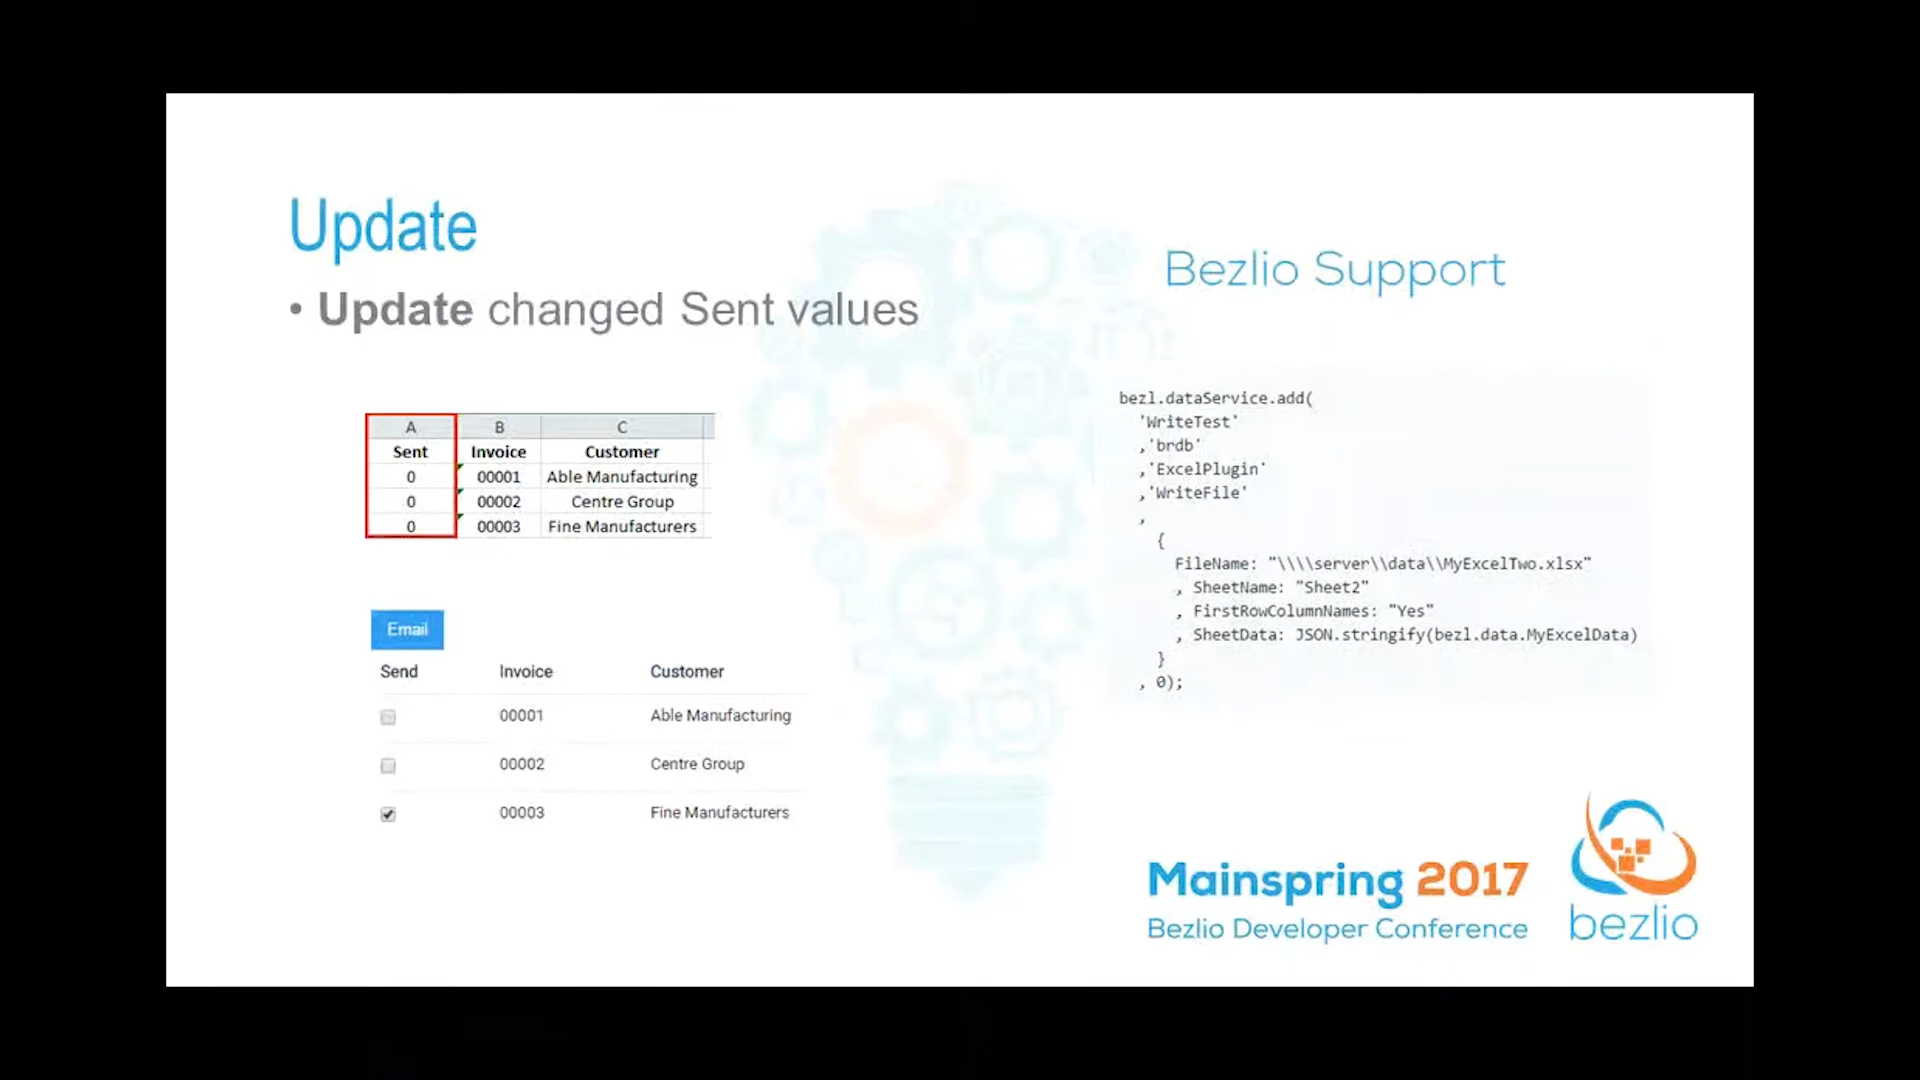 Update
• Update changed Sent values
Bezlio Support
A B C
Sent Invoice Customer
0 00001 Able Manufacturing
0 00002 Centre Group
0 00003 Fine Manufacturers
Email
Send Invoice Customer
00001 Able Manufacturing
00002 Centre Group
00003 Fine Manufacturers
bezl.dataService.add(
'WriteTest'
,'brdb'
,'ExcelPlugin'
,'WriteFile'
,
{
FileName: "\\\\server\\data\\MyExcelTwo.xlsx"
, SheetName: "Sheet2"
, FirstRowColumnNames: "Yes"
, SheetData: JSON.stringify(bezl.data.MyExcelData)
}
, 0);
Mainspring 2017
Bezlio Developer Conference
bezlio